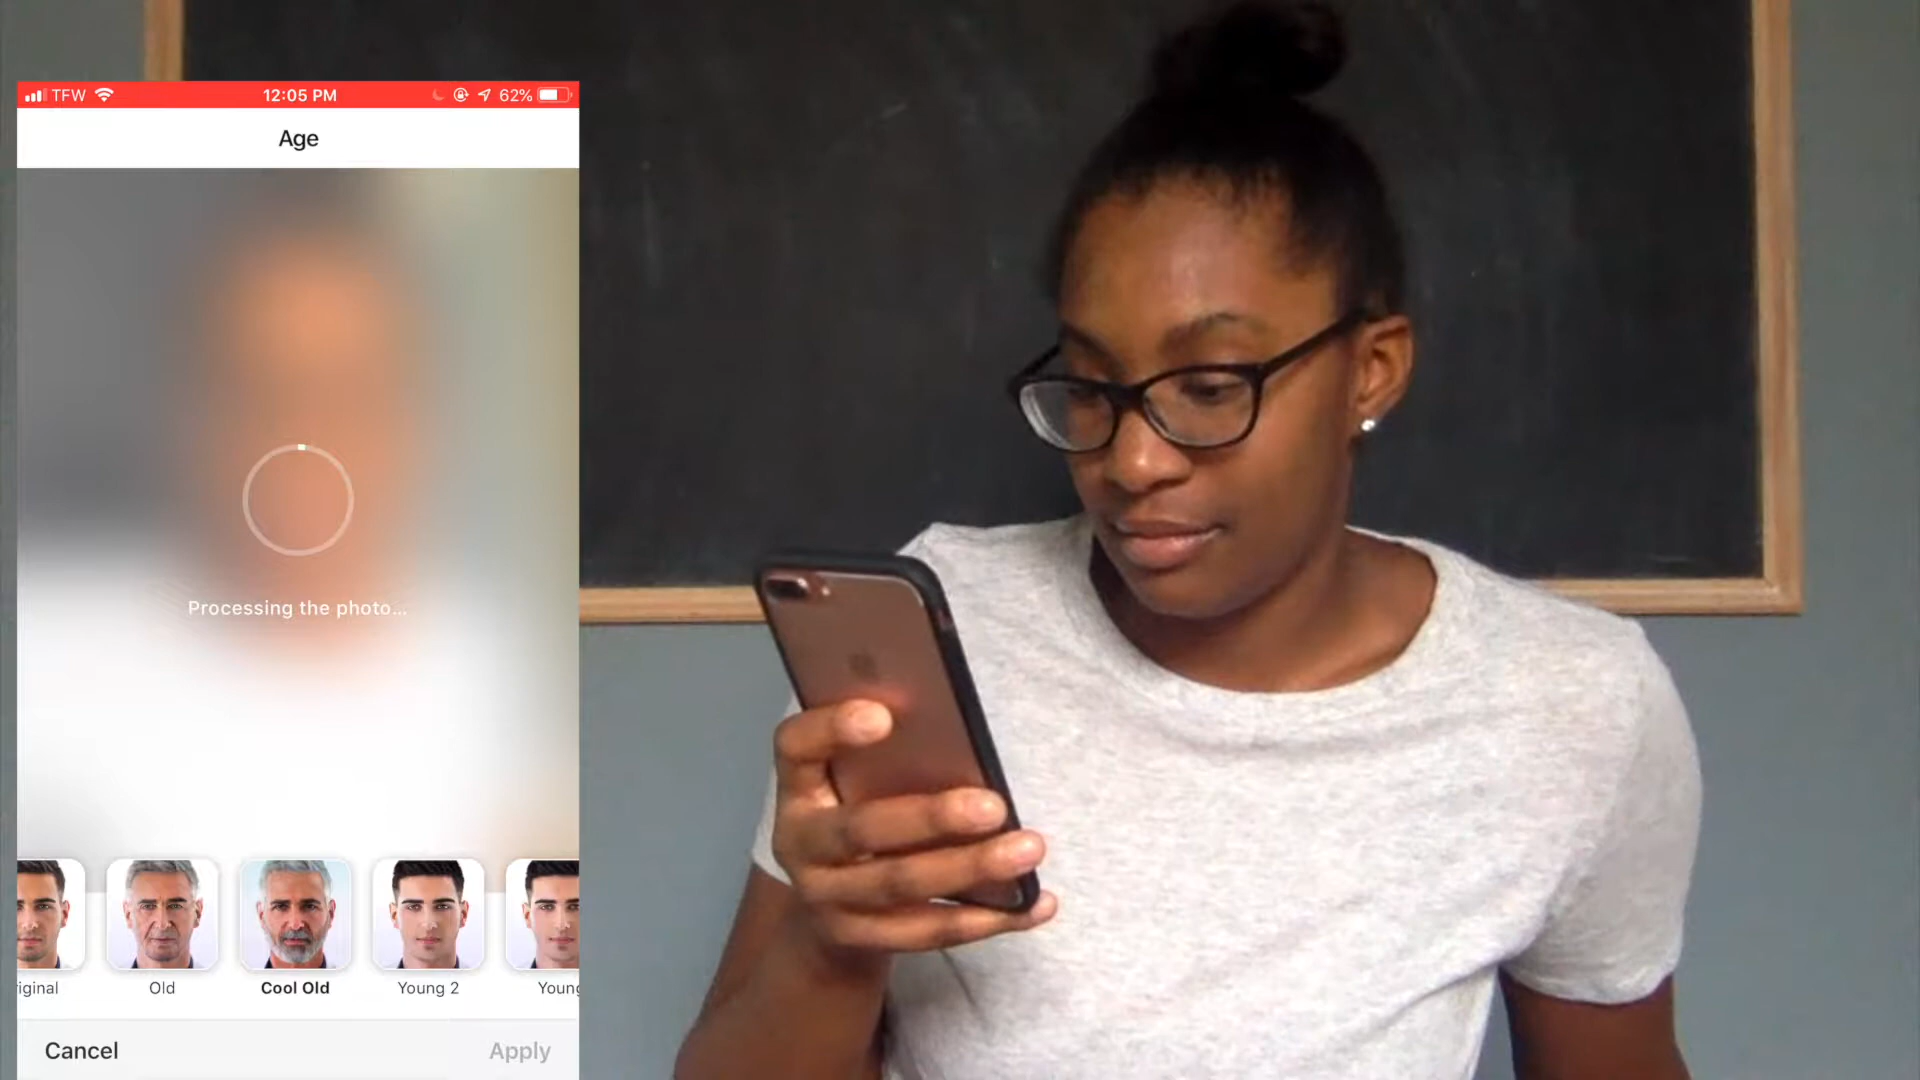 TFW 12:05 PM 62%
Age
Processing the photo...
iginal Old Cool Old Young 2 Young
Cancel Apply